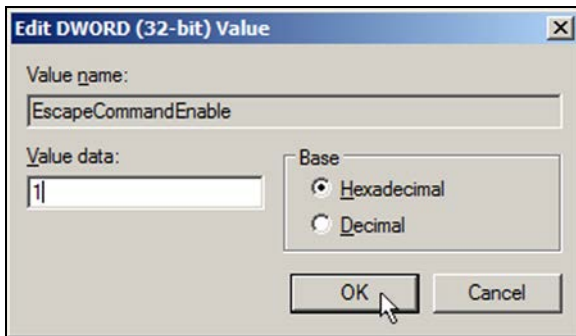 Edit DWORD (32-bit) Value
Value name:
EscapeCommandEnable
Value data:
1
Base
Hexadecimal
Decimal
OK
Cancel